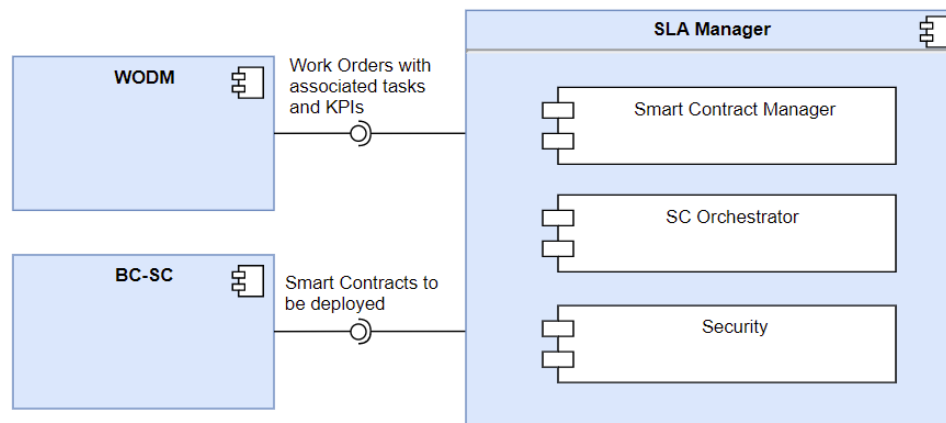 SLA Manager
WODM
Work Orders with
associated tasks
and KPIs
Smart Contract Manager
SC Orchestrator
BC-SC
Smart Contracts to
be deployed
Security